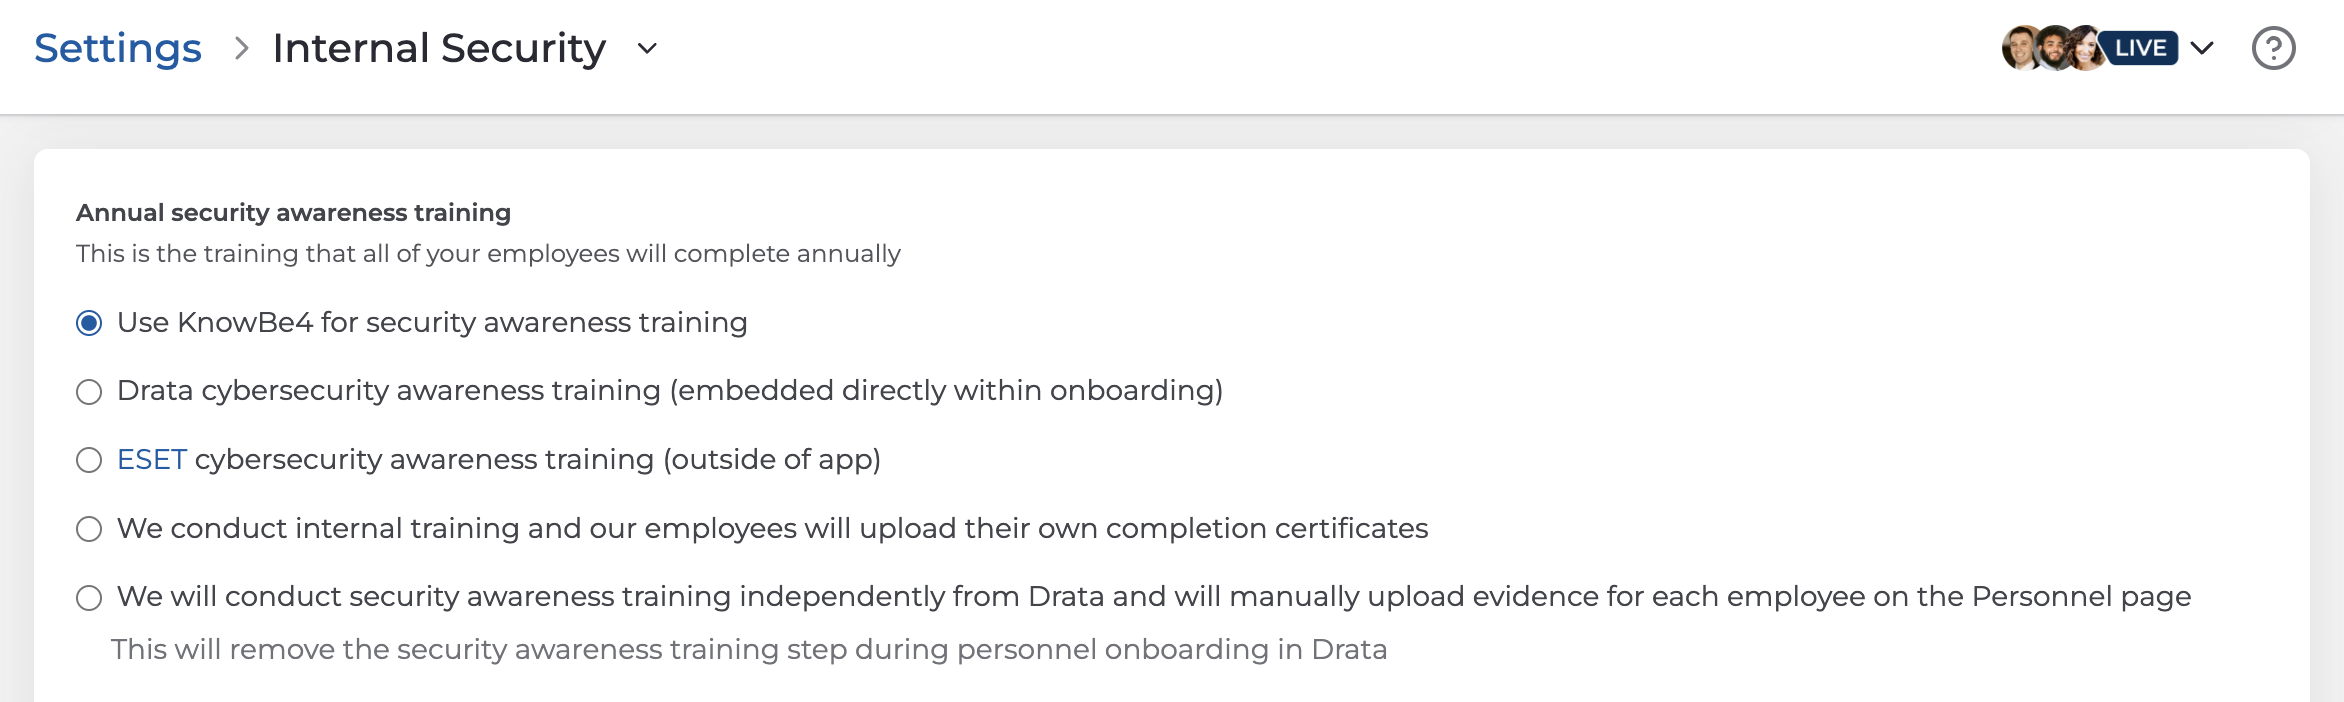 Settings > Internal Security
LIVE
?
Annual security awareness training
This is the training that all of your employees will complete annually
Use KnowBe4 for security awareness training
Drata cybersecurity awareness training (embedded directly within onboarding)
ESET cybersecurity awareness training (outside of app)
We conduct internal training and our employees will upload their own completion certificates
We will conduct security awareness training independently from Drata and will manually upload evidence for each employee on the Personnel page
This will remove the security awareness training step during personnel onboarding in Drata